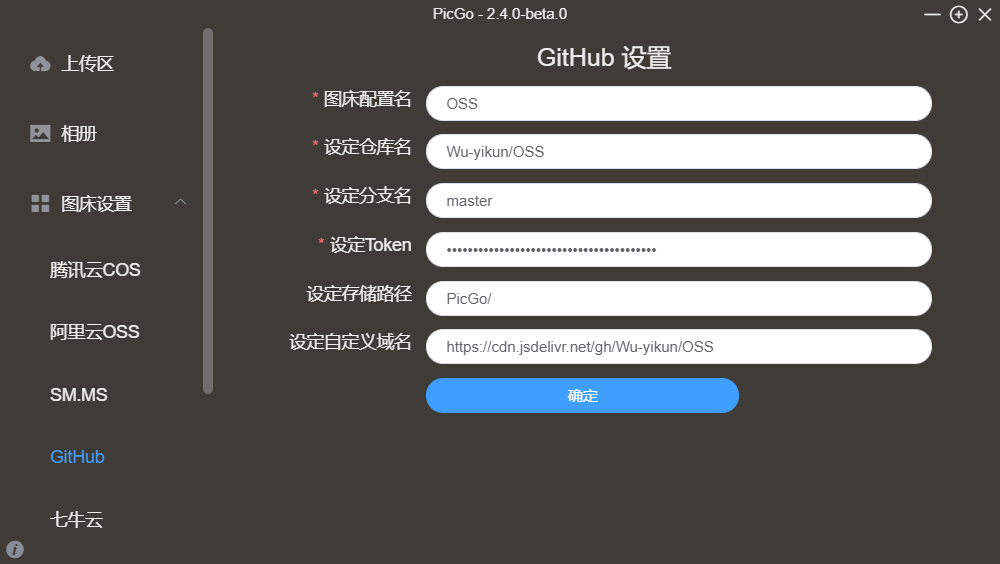 PicGo - 2.4.0-beta.0
上传区
相册
图床设置
腾讯云COS
阿里云OSS
SM.MS
GitHub
七牛云
GitHub 设置
* 图床配置名
OSS
* 设定仓库名
Wu-yikun/OSS
* 设定分支名
master
* 设定Token
••••••••••••••••••••••••••••••••••••••••
设定存储路径
PicGo/
设定自定义域名
https://cdn.jsdelivr.net/gh/Wu-yikun/OSS
确定